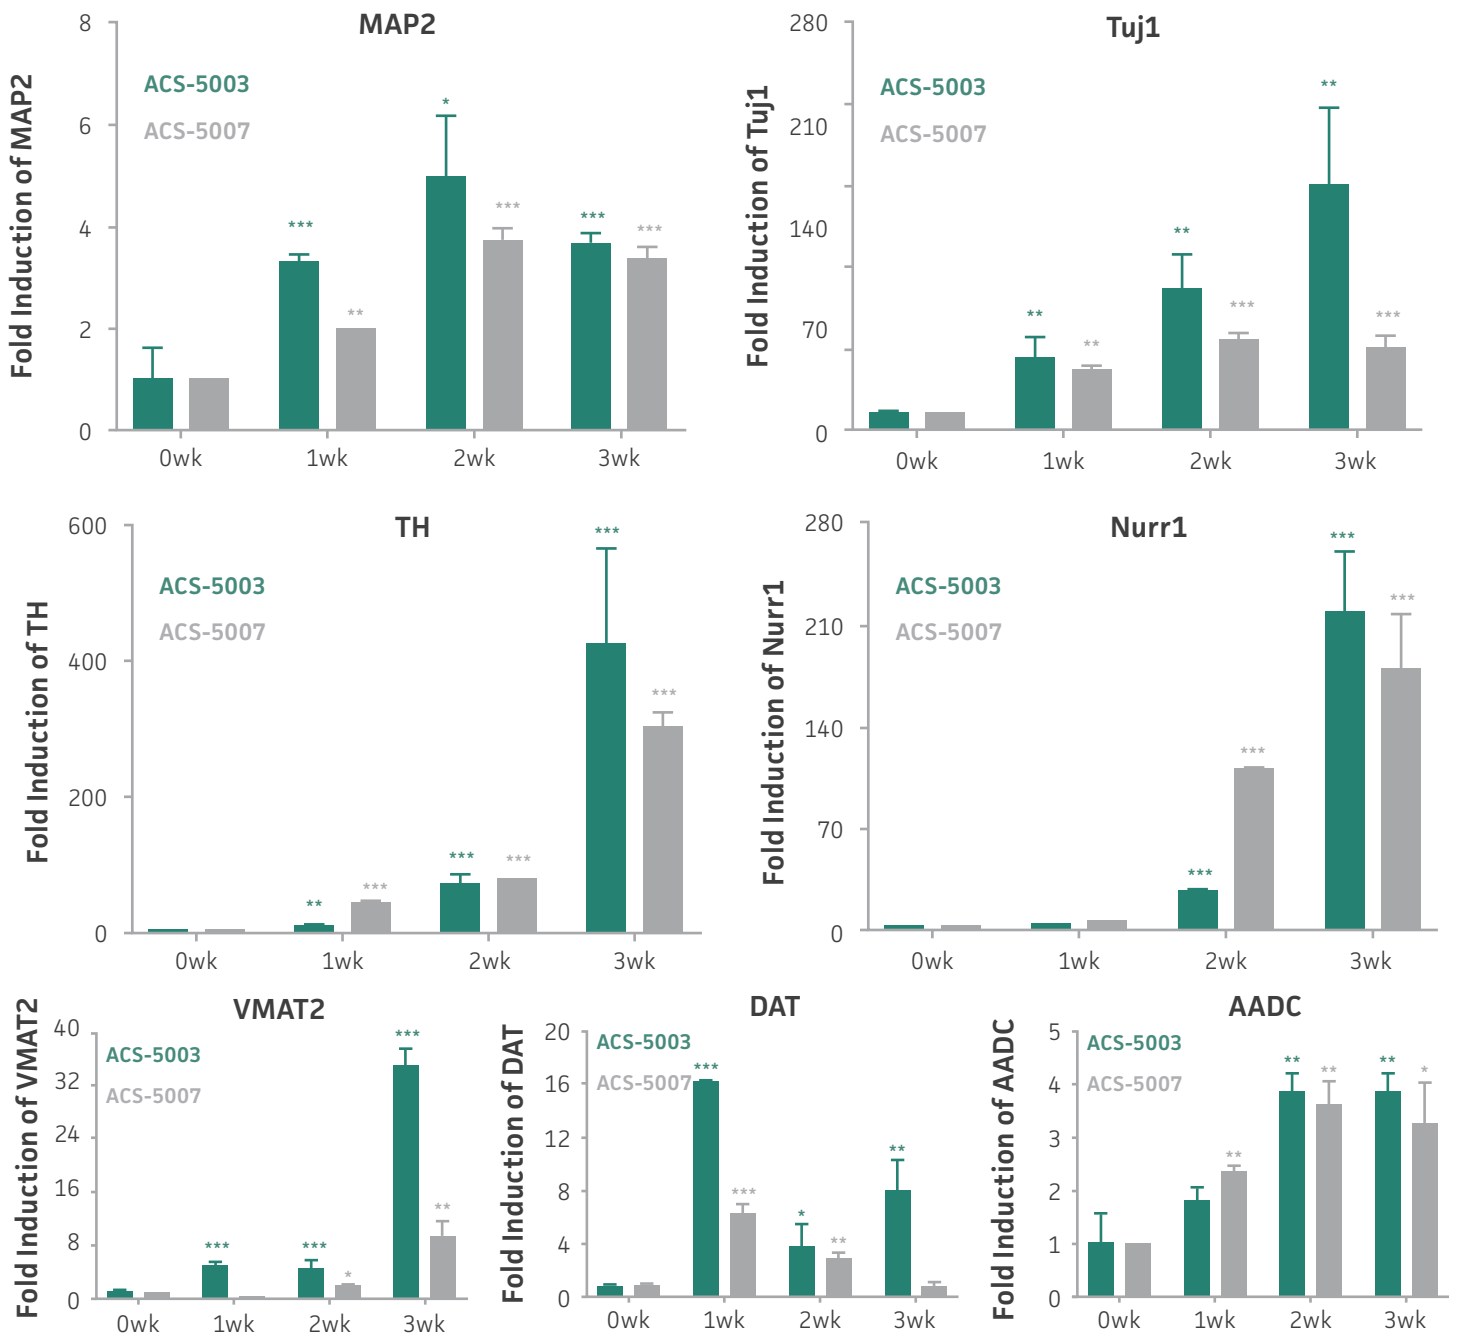 MAP2
Fold Induction of MAP2
8
6
4
2
0
ACS-5003
ACS-5007
***
**
*
***
***
***
0wk 1wk 2wk 3wk
Tuj1
Fold Induction of Tuj1
280
210
140
70
0
ACS-5003
ACS-5007
**
**
**
***
**
***
0wk 1wk 2wk 3wk
TH
Fold Induction of TH
600
400
200
0
ACS-5003
ACS-5007
**
***
***
***
***
***
0wk 1wk 2wk 3wk
Nurr1
Fold Induction of Nurr1
280
210
140
70
0
ACS-5003
ACS-5007
***
***
***
***
0wk 1wk 2wk 3wk
VMAT2
Fold Induction of VMAT2
40
32
24
16
8
0
ACS-5003
ACS-5007
***
***
*
***
**
0wk 1wk 2wk 3wk
DAT
Fold Induction of DAT
20
16
12
8
4
0
ACS-5003
ACS-5007
***
***
*
**
**
0wk 1wk 2wk 3wk
AADC
Fold Induction of AADC
5
4
3
2
1
0
ACS-5003
ACS-5007
**
**
**
**
*
0wk 1wk 2wk 3wk